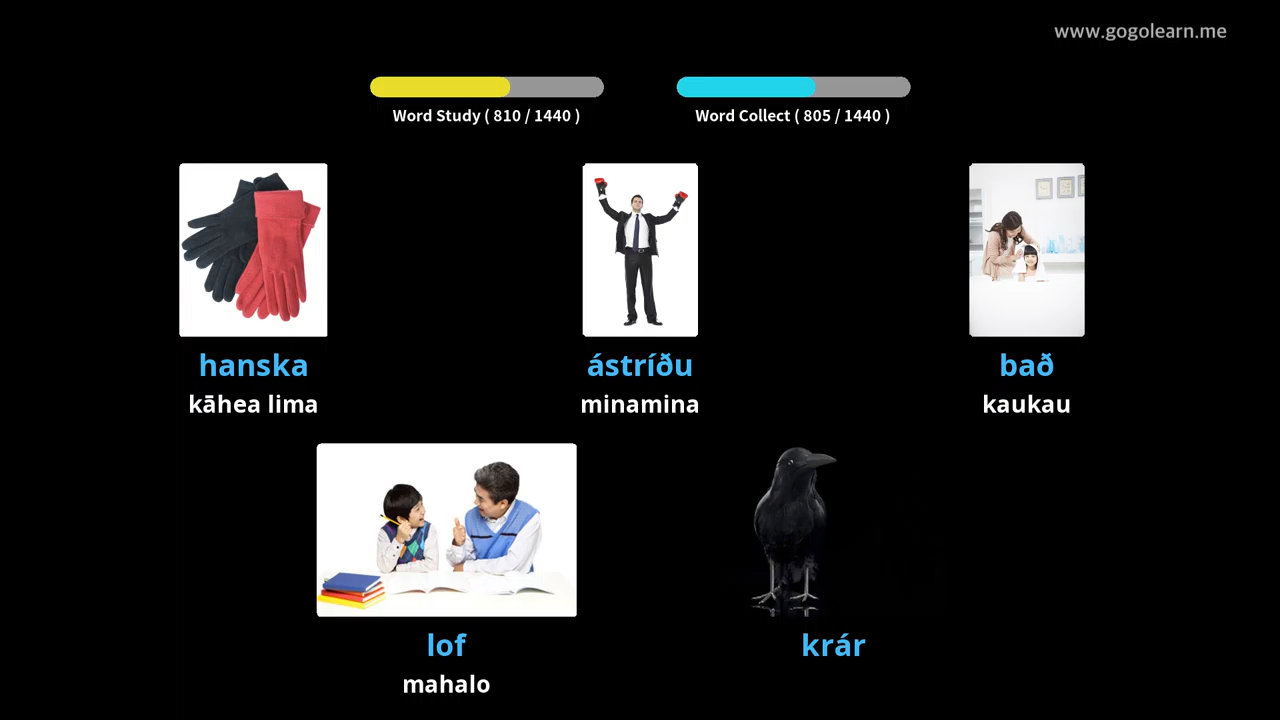 www.gogolearn.me
Word Study ( 810 / 1440 )
Word Collect ( 805 / 1440 )
hanska
kāhea lima
ástríðu
minamina
bað
kaukau
lof
mahalo
krár